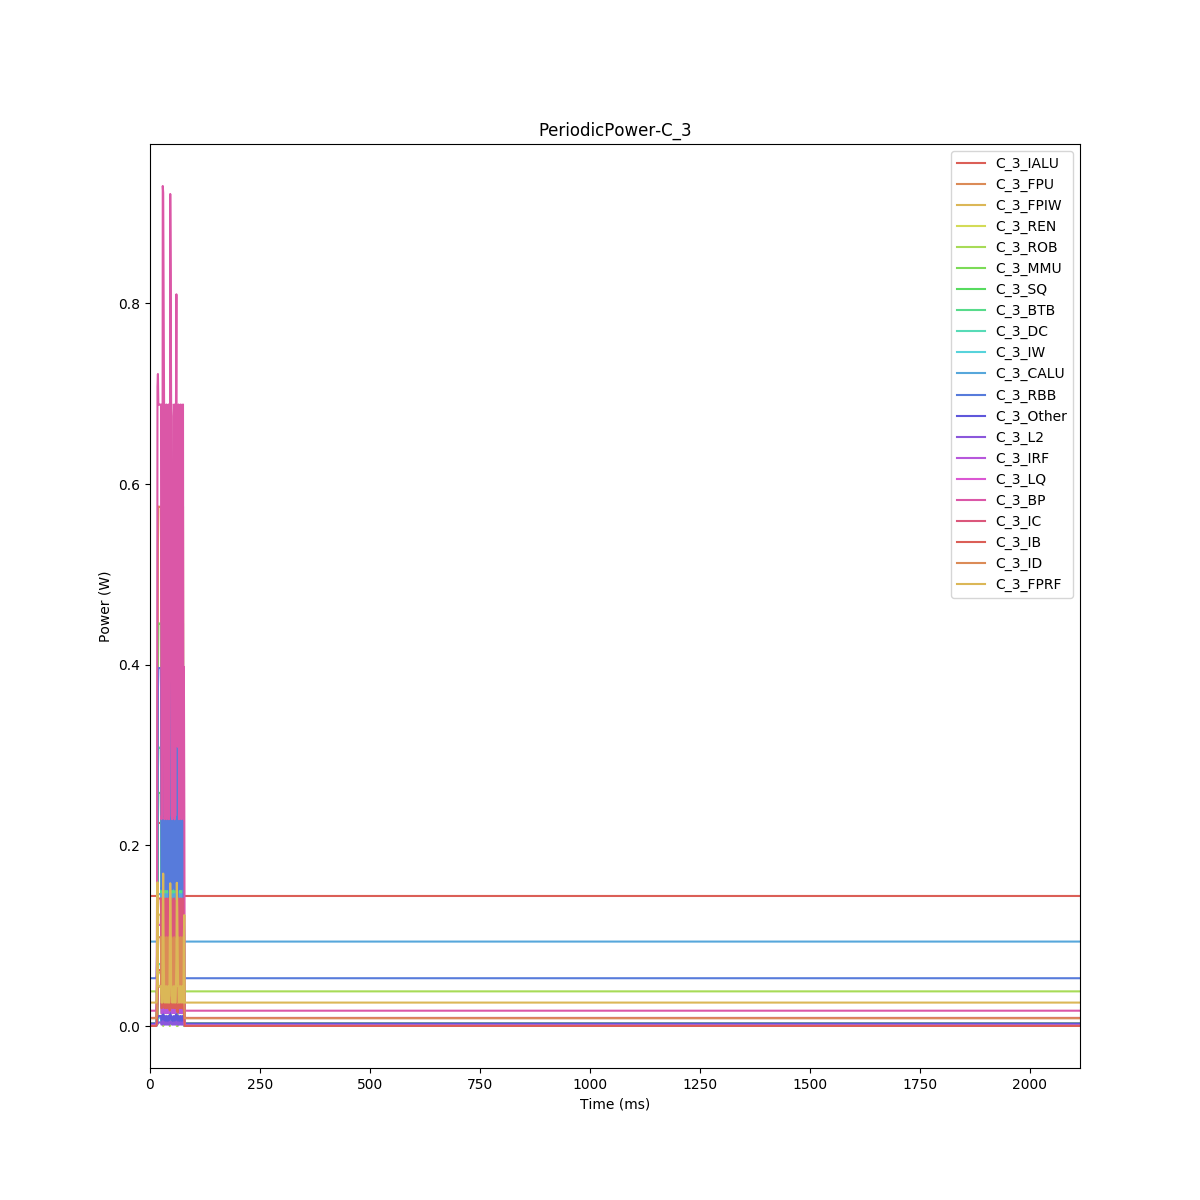 PeriodicPower-C_3
C_3_IALU
C_3_FPU
C_3_FPIW
C_3_REN
C_3_ROB
C_3_MMU
C_3_SQ
C_3_BTB
C_3_DC
C_3_IW
C_3_CALU
C_3_RBB
C_3_Other
C_3_L2
C_3_IRF
C_3_LQ
C_3_BP
C_3_IC
C_3_IB
C_3_ID
C_3_FPRF
Power (W)
0.8
0.6
0.4
0.2
0.0
0 250 500 750 1000 1250 1500 1750 2000
Time (ms)